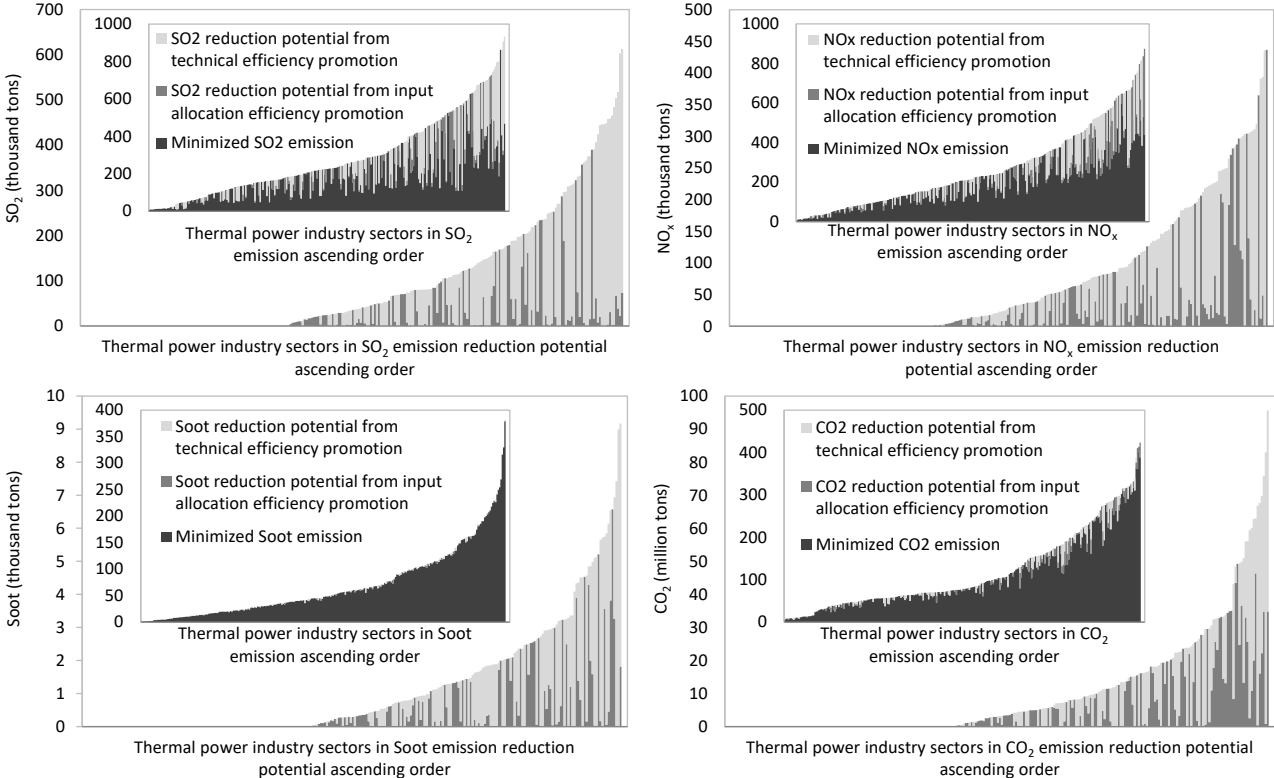 700
600
500
400
300
200
100
0
SO2 (thousand tons)
1000
800
600
400
200
0
SO2 reduction potential from
technical efficiency promotion
SO2 reduction potential from input
allocation efficiency promotion
Minimized SO2 emission
Thermal power industry sectors in SO2
emission ascending order
Thermal power industry sectors in SO2 emission reduction potential
ascending order
500
450
400
350
300
250
200
150
100
50
0
NOx (thousand tons)
1000
800
600
400
200
0
NOx reduction potential from
technical efficiency promotion
NOx reduction potential from input
allocation efficiency promotion
Minimized NOx emission
Thermal power industry sectors in NOx
emission ascending order
Thermal power industry sectors in NOx emission reduction
potential ascending order
10
9
8
7
6
5
4
3
2
1
0
Soot (thousand tons)
400
350
300
250
200
150
100
50
0
Soot reduction potential from
technical efficiency promotion
Soot reduction potential from input
allocation efficiency promotion
Minimized Soot emission
Thermal power industry sectors in Soot
emission ascending order
Thermal power industry sectors in Soot emission reduction
potential ascending order
100
90
80
70
60
50
40
30
20
10
0
CO2 (million tons)
500
400
300
200
100
0
CO2 reduction potential from
technical efficiency promotion
CO2 reduction potential from input
allocation efficiency promotion
Minimized CO2 emission
Thermal power industry sectors in CO2
emission ascending order
Thermal power industry sectors in CO2 emission reduction potential
ascending order